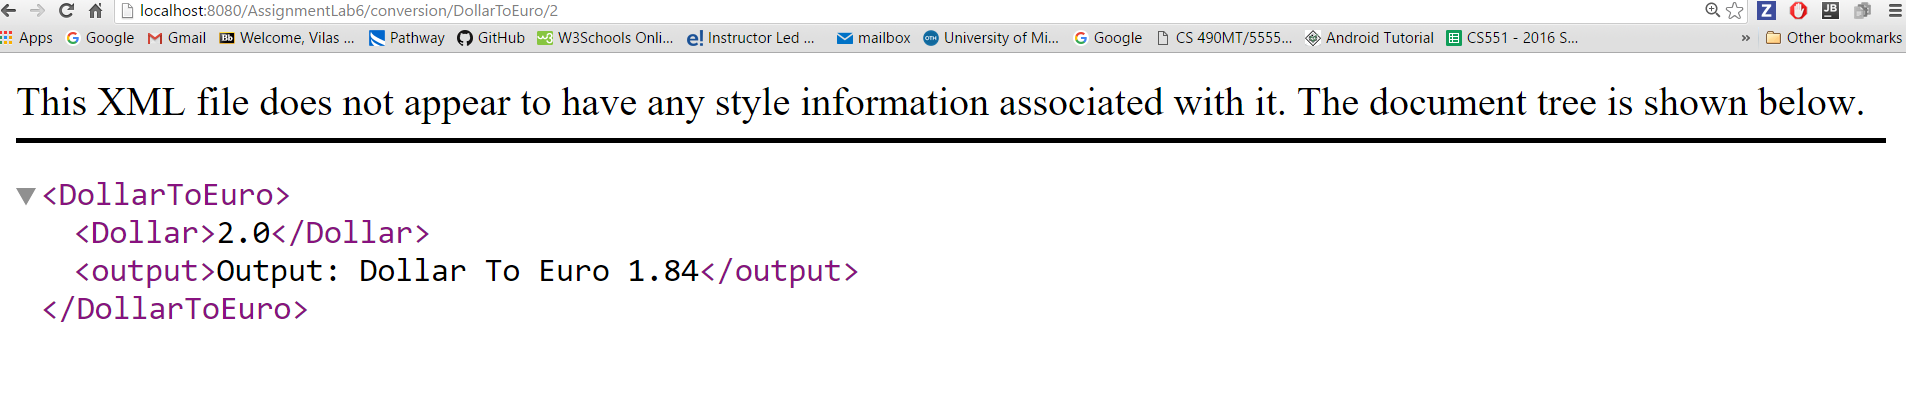 localhost:8080/AssignmentLab6/conversion/DollarToEuro/2
Apps Google Gmail Bb Welcome, Vilas ... Pathway GitHub W3Schools Onli... e! Instructor Led ... mailbox OTH University of Mi... Google CS 490MT/5555... Android Tutorial CS551 - 2016 S... » Other bookmarks
This XML file does not appear to have any style information associated with it. The document tree is shown below.
<DollarToEuro>
<Dollar>2.0</Dollar>
<output>Output: Dollar To Euro 1.84</output>
</DollarToEuro>